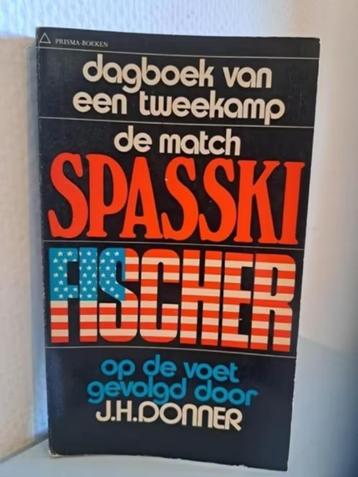 PRISMA-BOEKEN
dagboek van
een tweekamp
de match
SPASSKI
FISCHER
op de voet
gevolgd door
J.H. DONNER